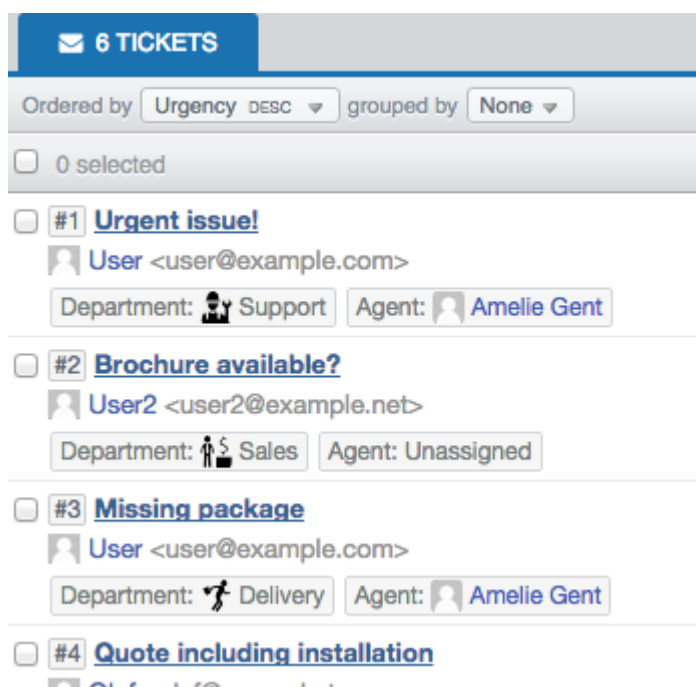 6 TICKETS
Ordered by Urgency DESC grouped by None
0 selected
#1 Urgent issue!
User <user@example.com>
Department: Support Agent: Amelie Gent
#2 Brochure available?
User2 <user2@example.net>
Department: Sales Agent: Unassigned
#3 Missing package
User <user@example.com>
Department: Delivery Agent: Amelie Gent
#4 Quote including installation